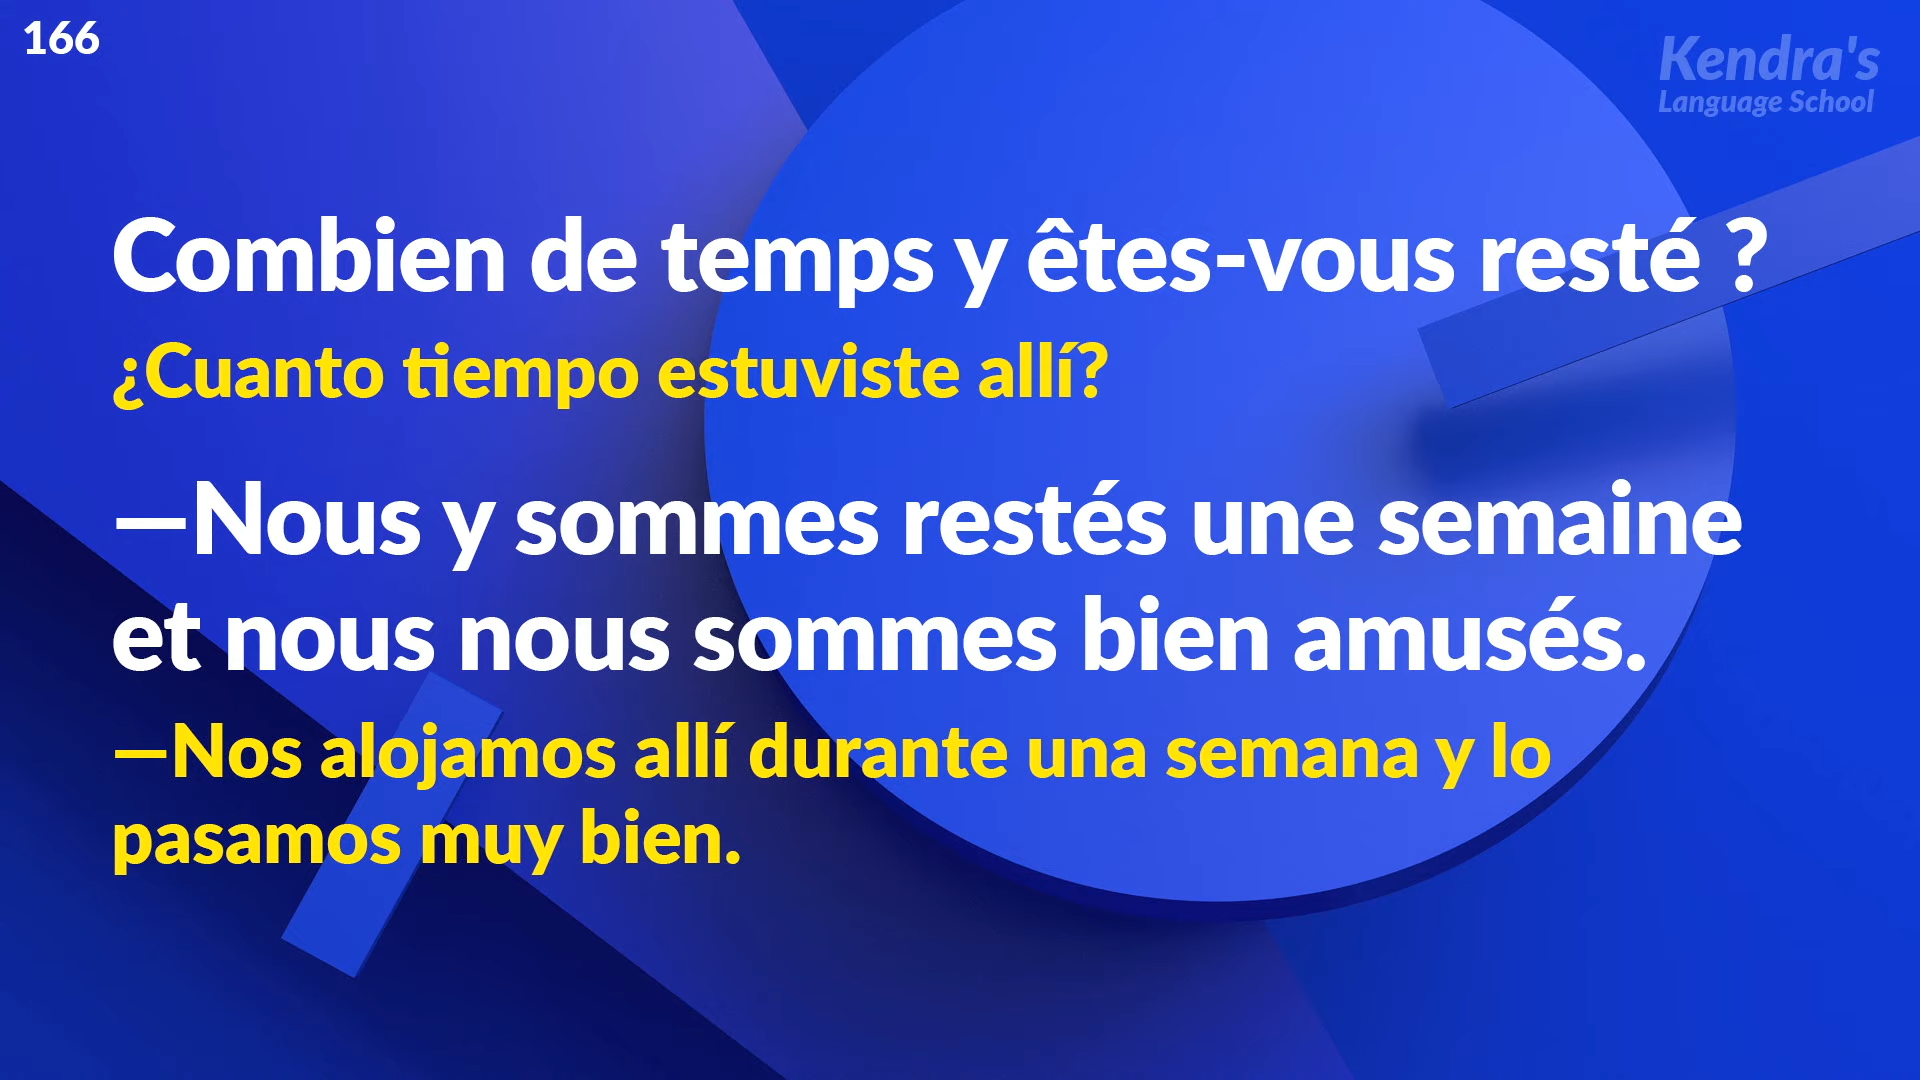 166
Kendra's
Language School
Combien de temps y êtes-vous resté ?
¿Cuanto tiempo estuviste allí?
—Nous y sommes restés une semaine
et nous nous sommes bien amusés.
—Nos alojamos allí durante una semana y lo
pasamos muy bien.